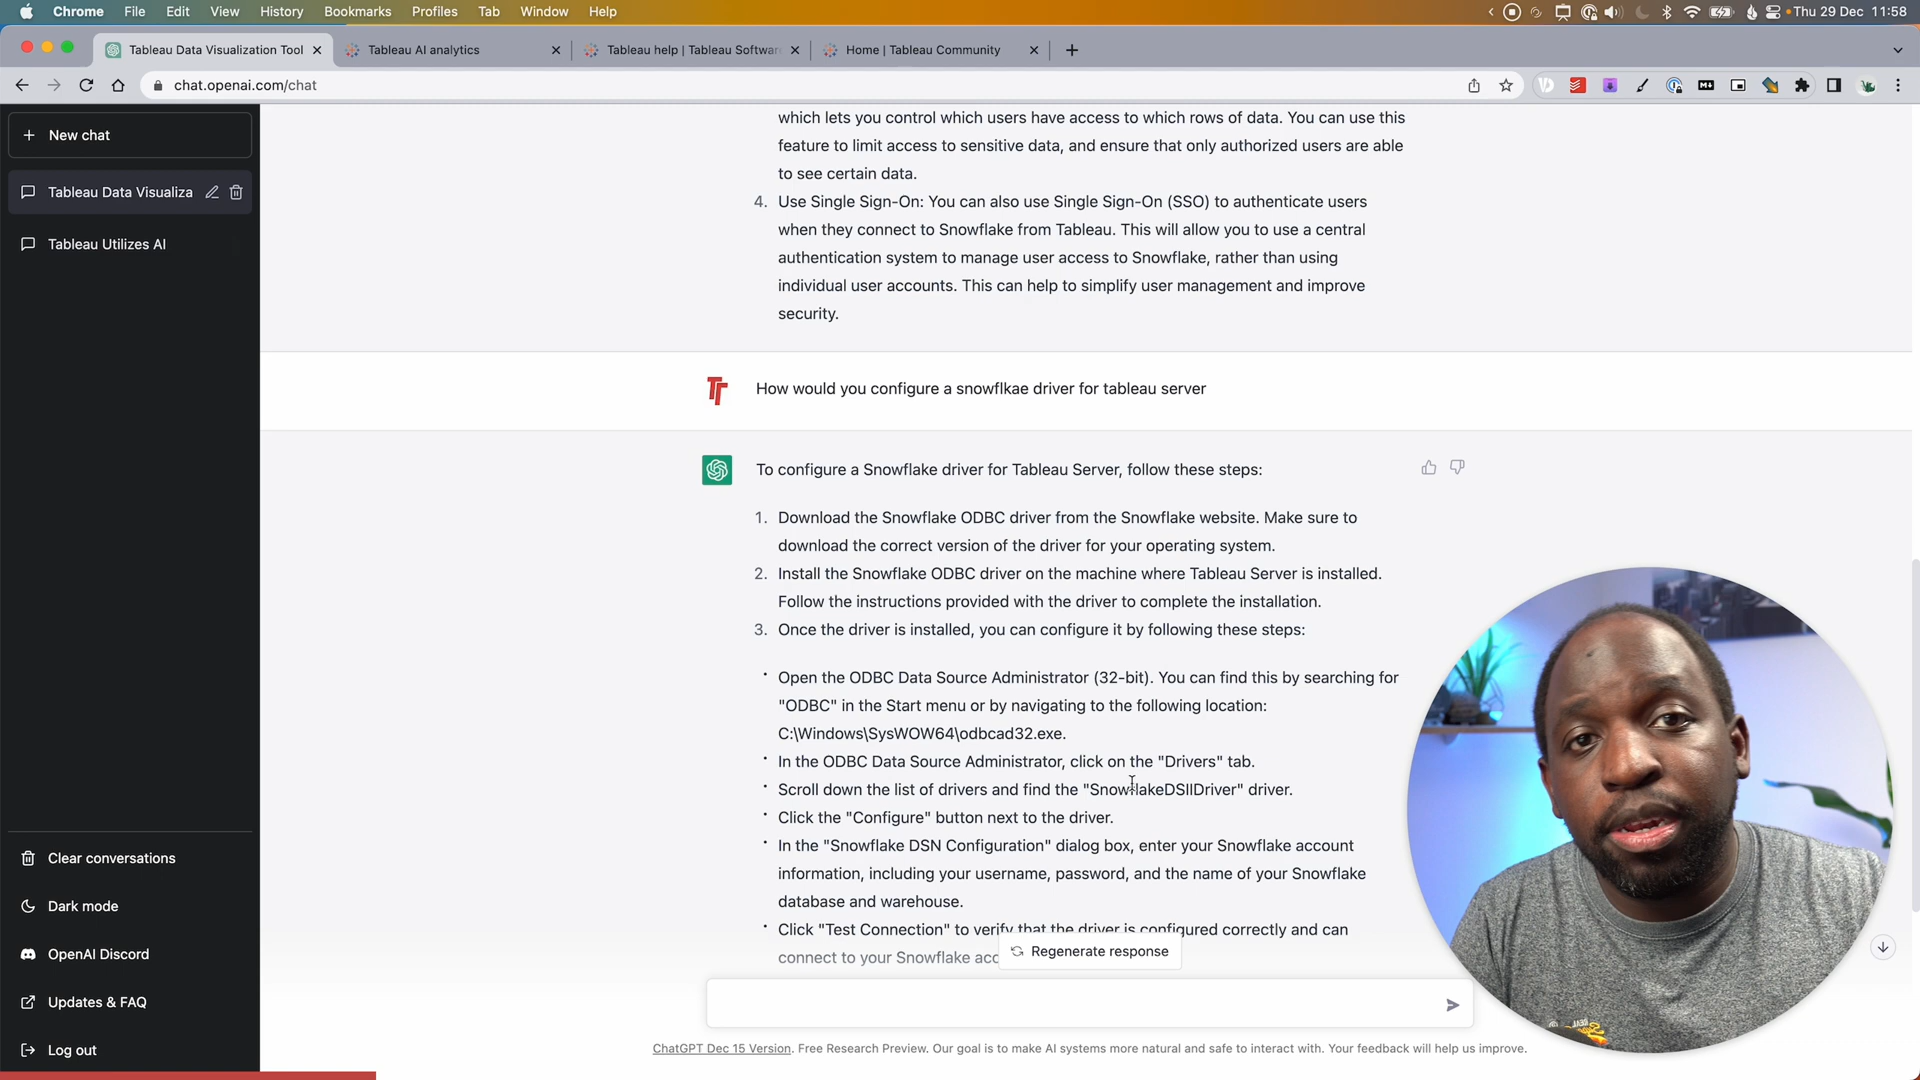 Chrome File Edit View History Bookmarks Profiles Tab Window Help
Thu 29 Dec 11:58
Tableau Data Visualization Tool
Tableau AI analytics
Tableau help | Tableau Software
Home | Tableau Community
chat.openai.com/chat
New chat
Tableau Data Visualiza
Tableau Utilizes AI
which lets you control which users have access to which rows of data. You can use this
feature to limit access to sensitive data, and ensure that only authorized users are able
to see certain data.
4. Use Single Sign-On: You can also use Single Sign-On (SSO) to authenticate users
when they connect to Snowflake from Tableau. This will allow you to use a central
authentication system to manage user access to Snowflake, rather than using
individual user accounts. This can help to simplify user management and improve
security.
How would you configure a snowflkae driver for tableau server
To configure a Snowflake driver for Tableau Server, follow these steps:
1. Download the Snowflake ODBC driver from the Snowflake website. Make sure to
download the correct version of the driver for your operating system.
2. Install the Snowflake ODBC driver on the machine where Tableau Server is installed.
Follow the instructions provided with the driver to complete the installation.
3. Once the driver is installed, you can configure it by following these steps:
• Open the ODBC Data Source Administrator (32-bit). You can find this by searching for
"ODBC" in the Start menu or by navigating to the following location:
C:\Windows\SysWOW64\odbcad32.exe.
• In the ODBC Data Source Administrator, click on the "Drivers" tab.
• Scroll down the list of drivers and find the "SnowflakeDSIIDriver" driver.
• Click the "Configure" button next to the driver.
• In the "Snowflake DSN Configuration" dialog box, enter your Snowflake account
information, including your username, password, and the name of your Snowflake
database and warehouse.
• Click "Test Connection" to verify that the driver is configured correctly and can
connect to your Snowflake acc
Regenerate response
Clear conversations
Dark mode
OpenAI Discord
Updates & FAQ
Log out
ChatGPT Dec 15 Version. Free Research Preview. Our goal is to make AI systems more natural and safe to interact with. Your feedback will help us improve.